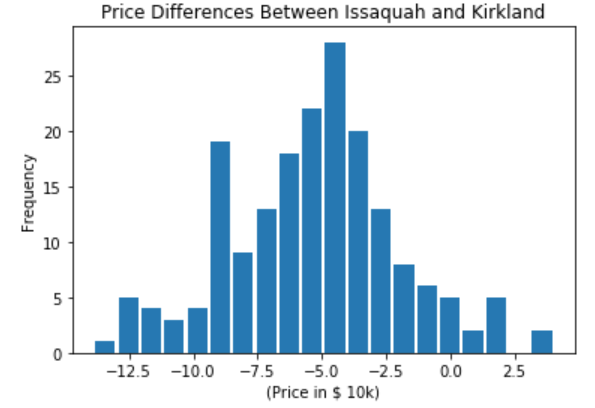 Price Differences Between Issaquah and Kirkland
Frequency
25
20
15
10
5
0
−12.5 −10.0 −7.5 −5.0 −2.5 0.0 2.5
(Price in $ 10k)